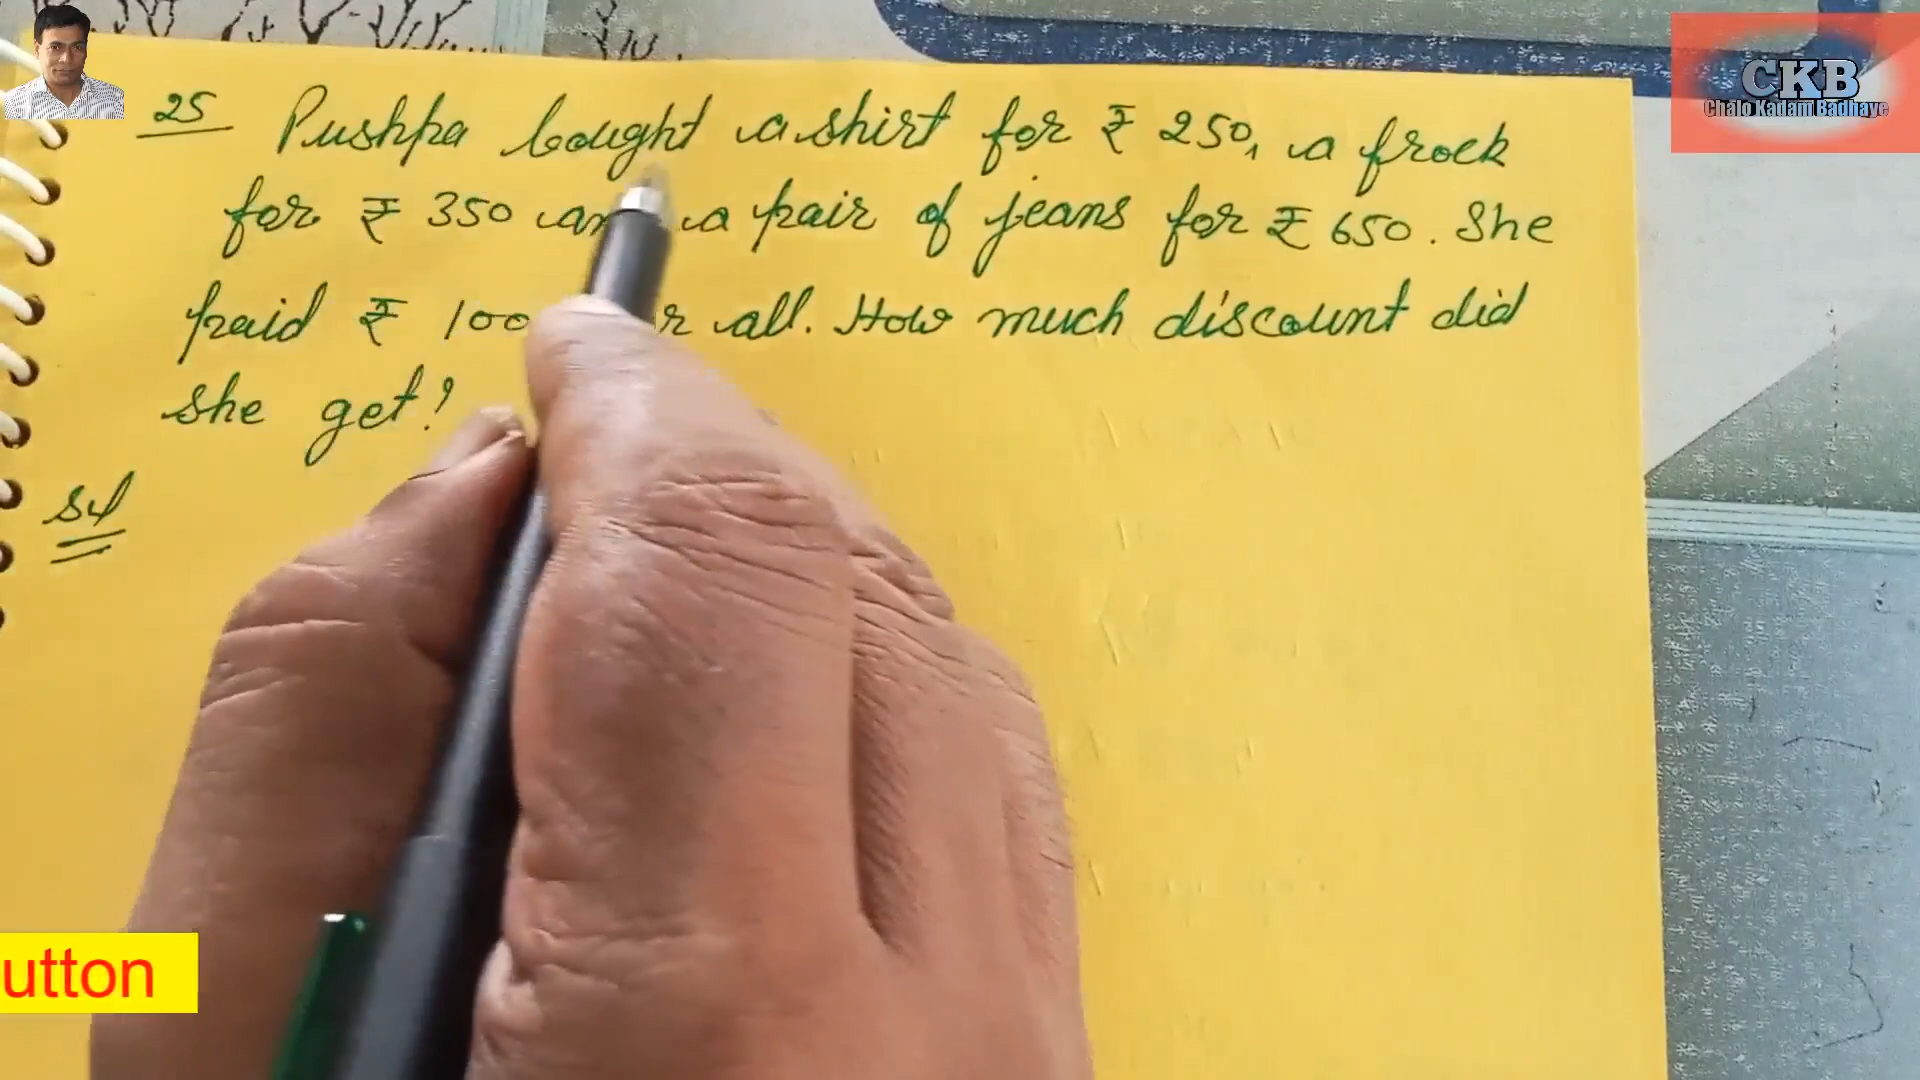 CKB
Chalo Kadam Badhaye
25 Pushpa bought a shirt for ₹ 250, a frock
for ₹ 350 a pair of jeans for ₹ 650. She
paid ₹ all. How much discount did
she get?
Sol
utton